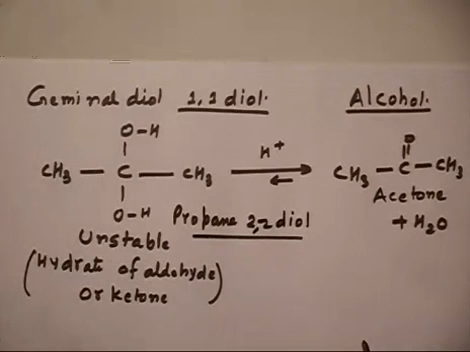 Geminal diol 1,1 diol. Alcohol.
O-H
CH3 — C — CH3 H+ CH3 — C — CH3
O
O-H Propane 2,2 diol Acetone
+ H2O
Unstable
(Hydrate of aldehyde)
or ketone